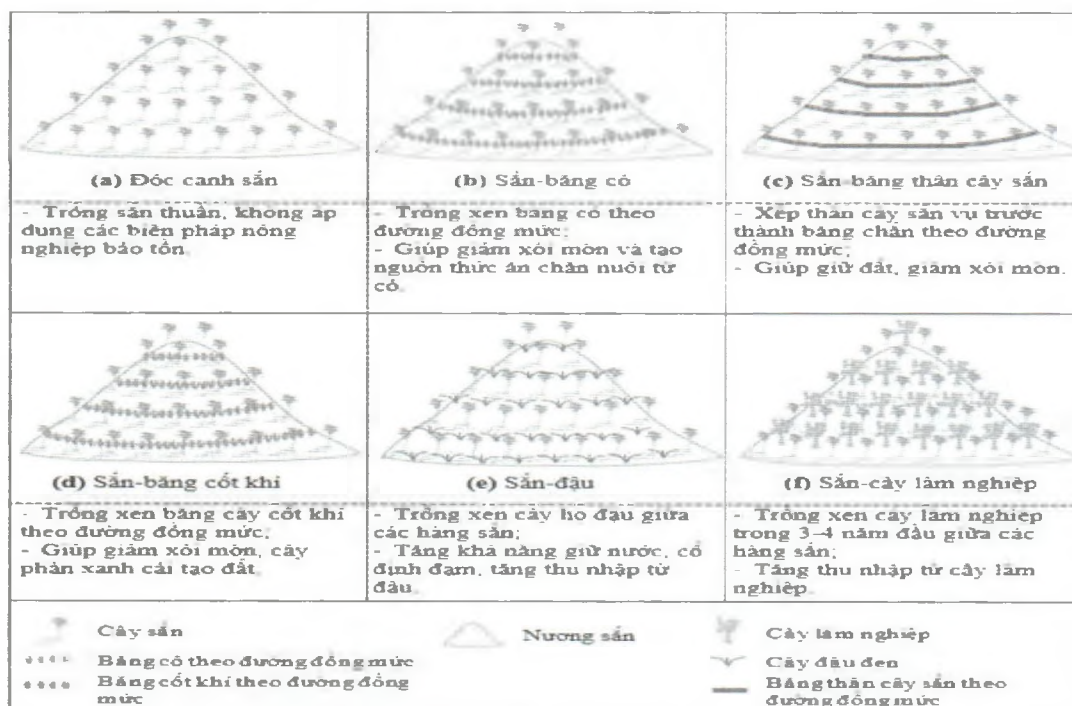 (a) Độc canh sắn
(b) Sắn-băng cỏ
(c) Sắn-băng thân cây sắn
- Trồng sắn thuần, không áp
dụng các biện pháp nông
nghiệp bảo tồn.
- Trồng xen băng cỏ theo
đường đồng mức;
- Giúp giảm xói mòn và tạo
nguồn thức ăn chăn nuôi từ
cỏ.
- Xếp thân cây sắn vụ trước
thành băng chắn theo đường
đồng mức;
- Giúp giữ đất, giảm xói mòn.
(d) Sắn-băng cốt khí
(e) Sắn-đậu
(f) Sắn-cây lâm nghiệp
- Trồng xen băng cây cốt khí
theo đường đồng mức;
- Giúp giảm xói mòn, cây
phân xanh cải tạo đất.
- Trồng xen cây họ đậu giữa
các hàng sắn;
- Tăng khả năng giữ nước, cố
định đạm, tăng thu nhập từ
đậu.
- Trồng xen cây lâm nghiệp
trong 3-4 năm đầu giữa các
hàng sắn;
- Tăng thu nhập từ cây lâm
nghiệp.
Cây sắn
Nương sắn
Cây lâm nghiệp
Băng cỏ theo đường đồng mức
Cây đậu đen
Băng cốt khí theo đường đồng
mức
Băng thân cây sắn theo
đường đồng mức